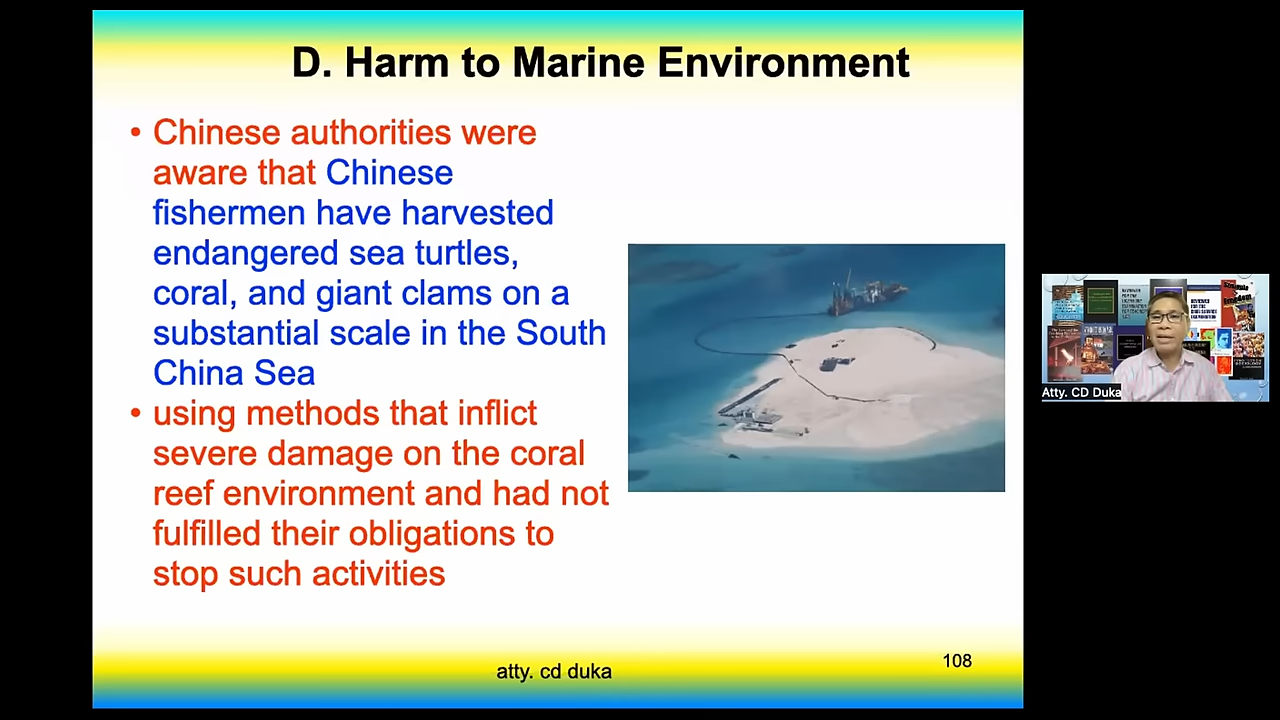 D. Harm to Marine Environment
• Chinese authorities were
aware that Chinese
fishermen have harvested
endangered sea turtles,
coral, and giant clams on a
substantial scale in the South
China Sea
• using methods that inflict
severe damage on the coral
reef environment and had not
fulfilled their obligations to
stop such activities
atty. cd duka
108
Atty. CD Duka